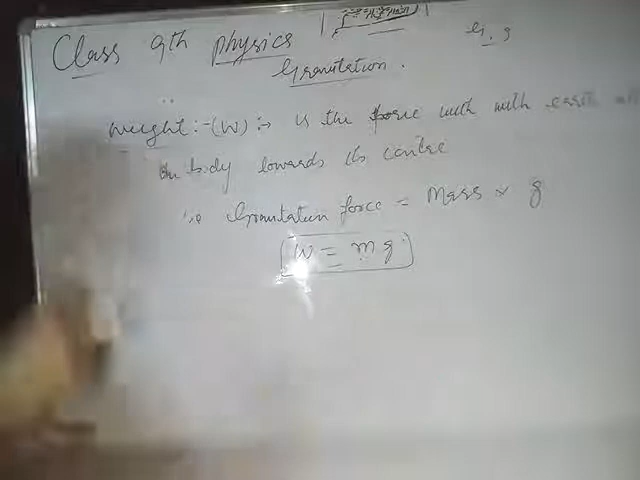 Class 9th physics
G, g
Gravitation.
weight :- (W) :- is the force with with earth
the body towards its centre
i.e Gravitation force = Mass × g
W = mg